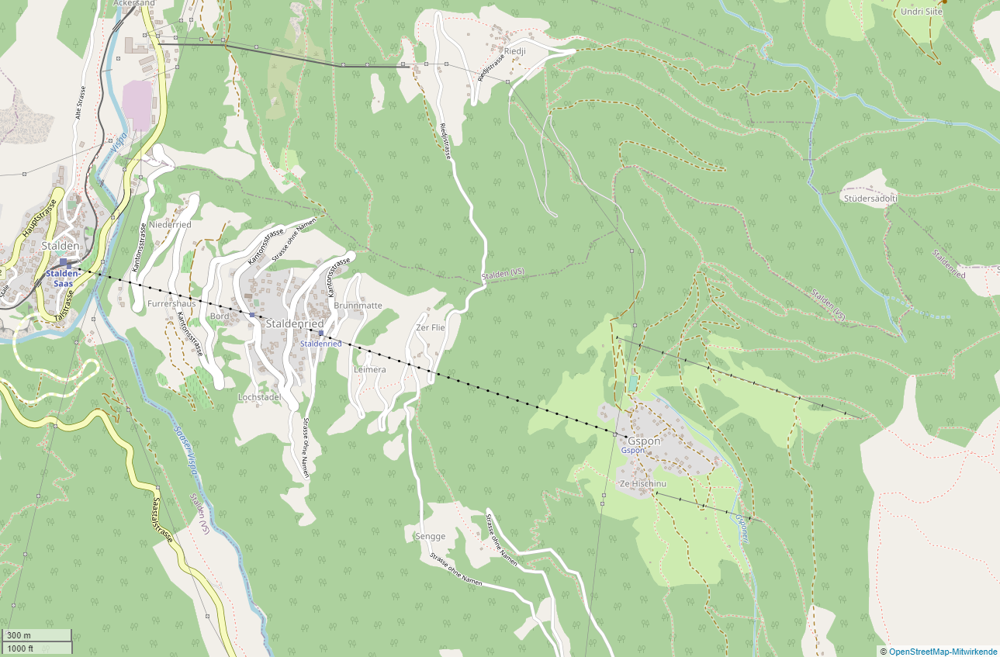 Ackersand
Undri Siite
Riedji
Riedjistrasse
Alte Strasse
Vispa
Riedjistrasse
Stüdersädolti
Hauptstrasse
Niederried
Kantonsstrasse
Strasse ohne Namen
Kantonsstrasse
Stalden
Stalden-
Saas
Kantonsstrasse
Stalden (VS)
Staldenried
Stalden (VS)
Talstrasse
Furrershaus
Kantonsstrasse
Bord
Brunnmatte
Staldenried
Staldenried
Zer Flie
Leimera
Lochstadel
Strasse ohne Namen
Saaser Vispa
Gspon
Gspon
Ze Hischinu
Stalden (VS)
Saastalstrasse
Sengge
Strasse ohne Namen
Strasse ohne Namen
Gsponeri
300 m
1000 ft
© OpenStreetMap-Mitwirkende